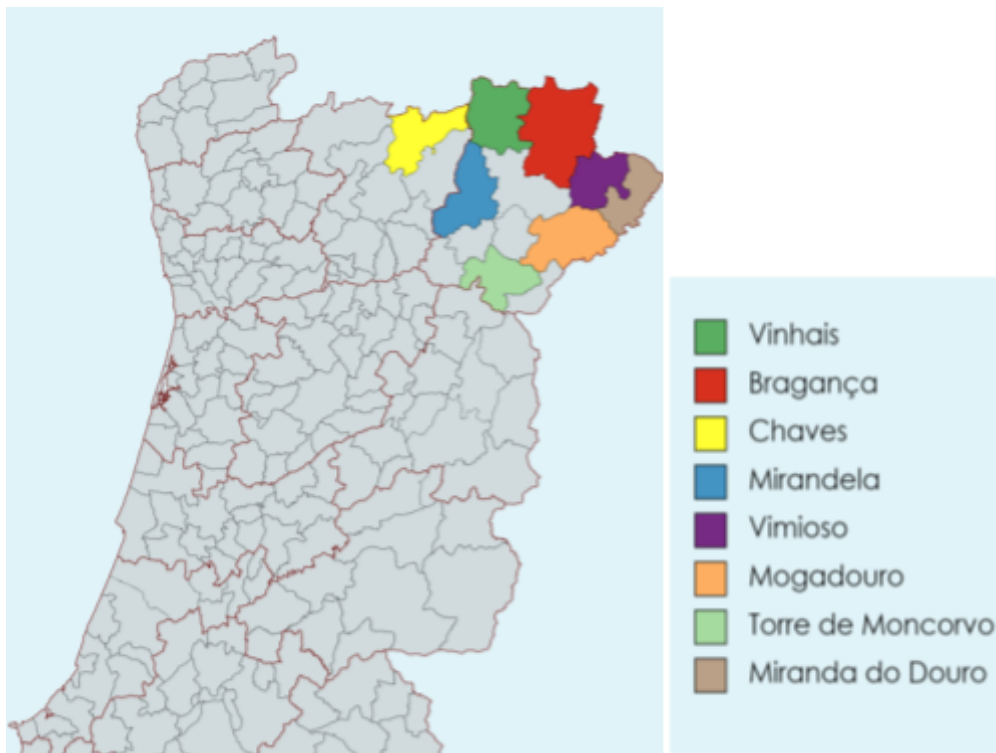 Vinhais
Bragança
Chaves
Mirandela
Vimioso
Mogadouro
Torre de Moncorvo
Miranda do Douro